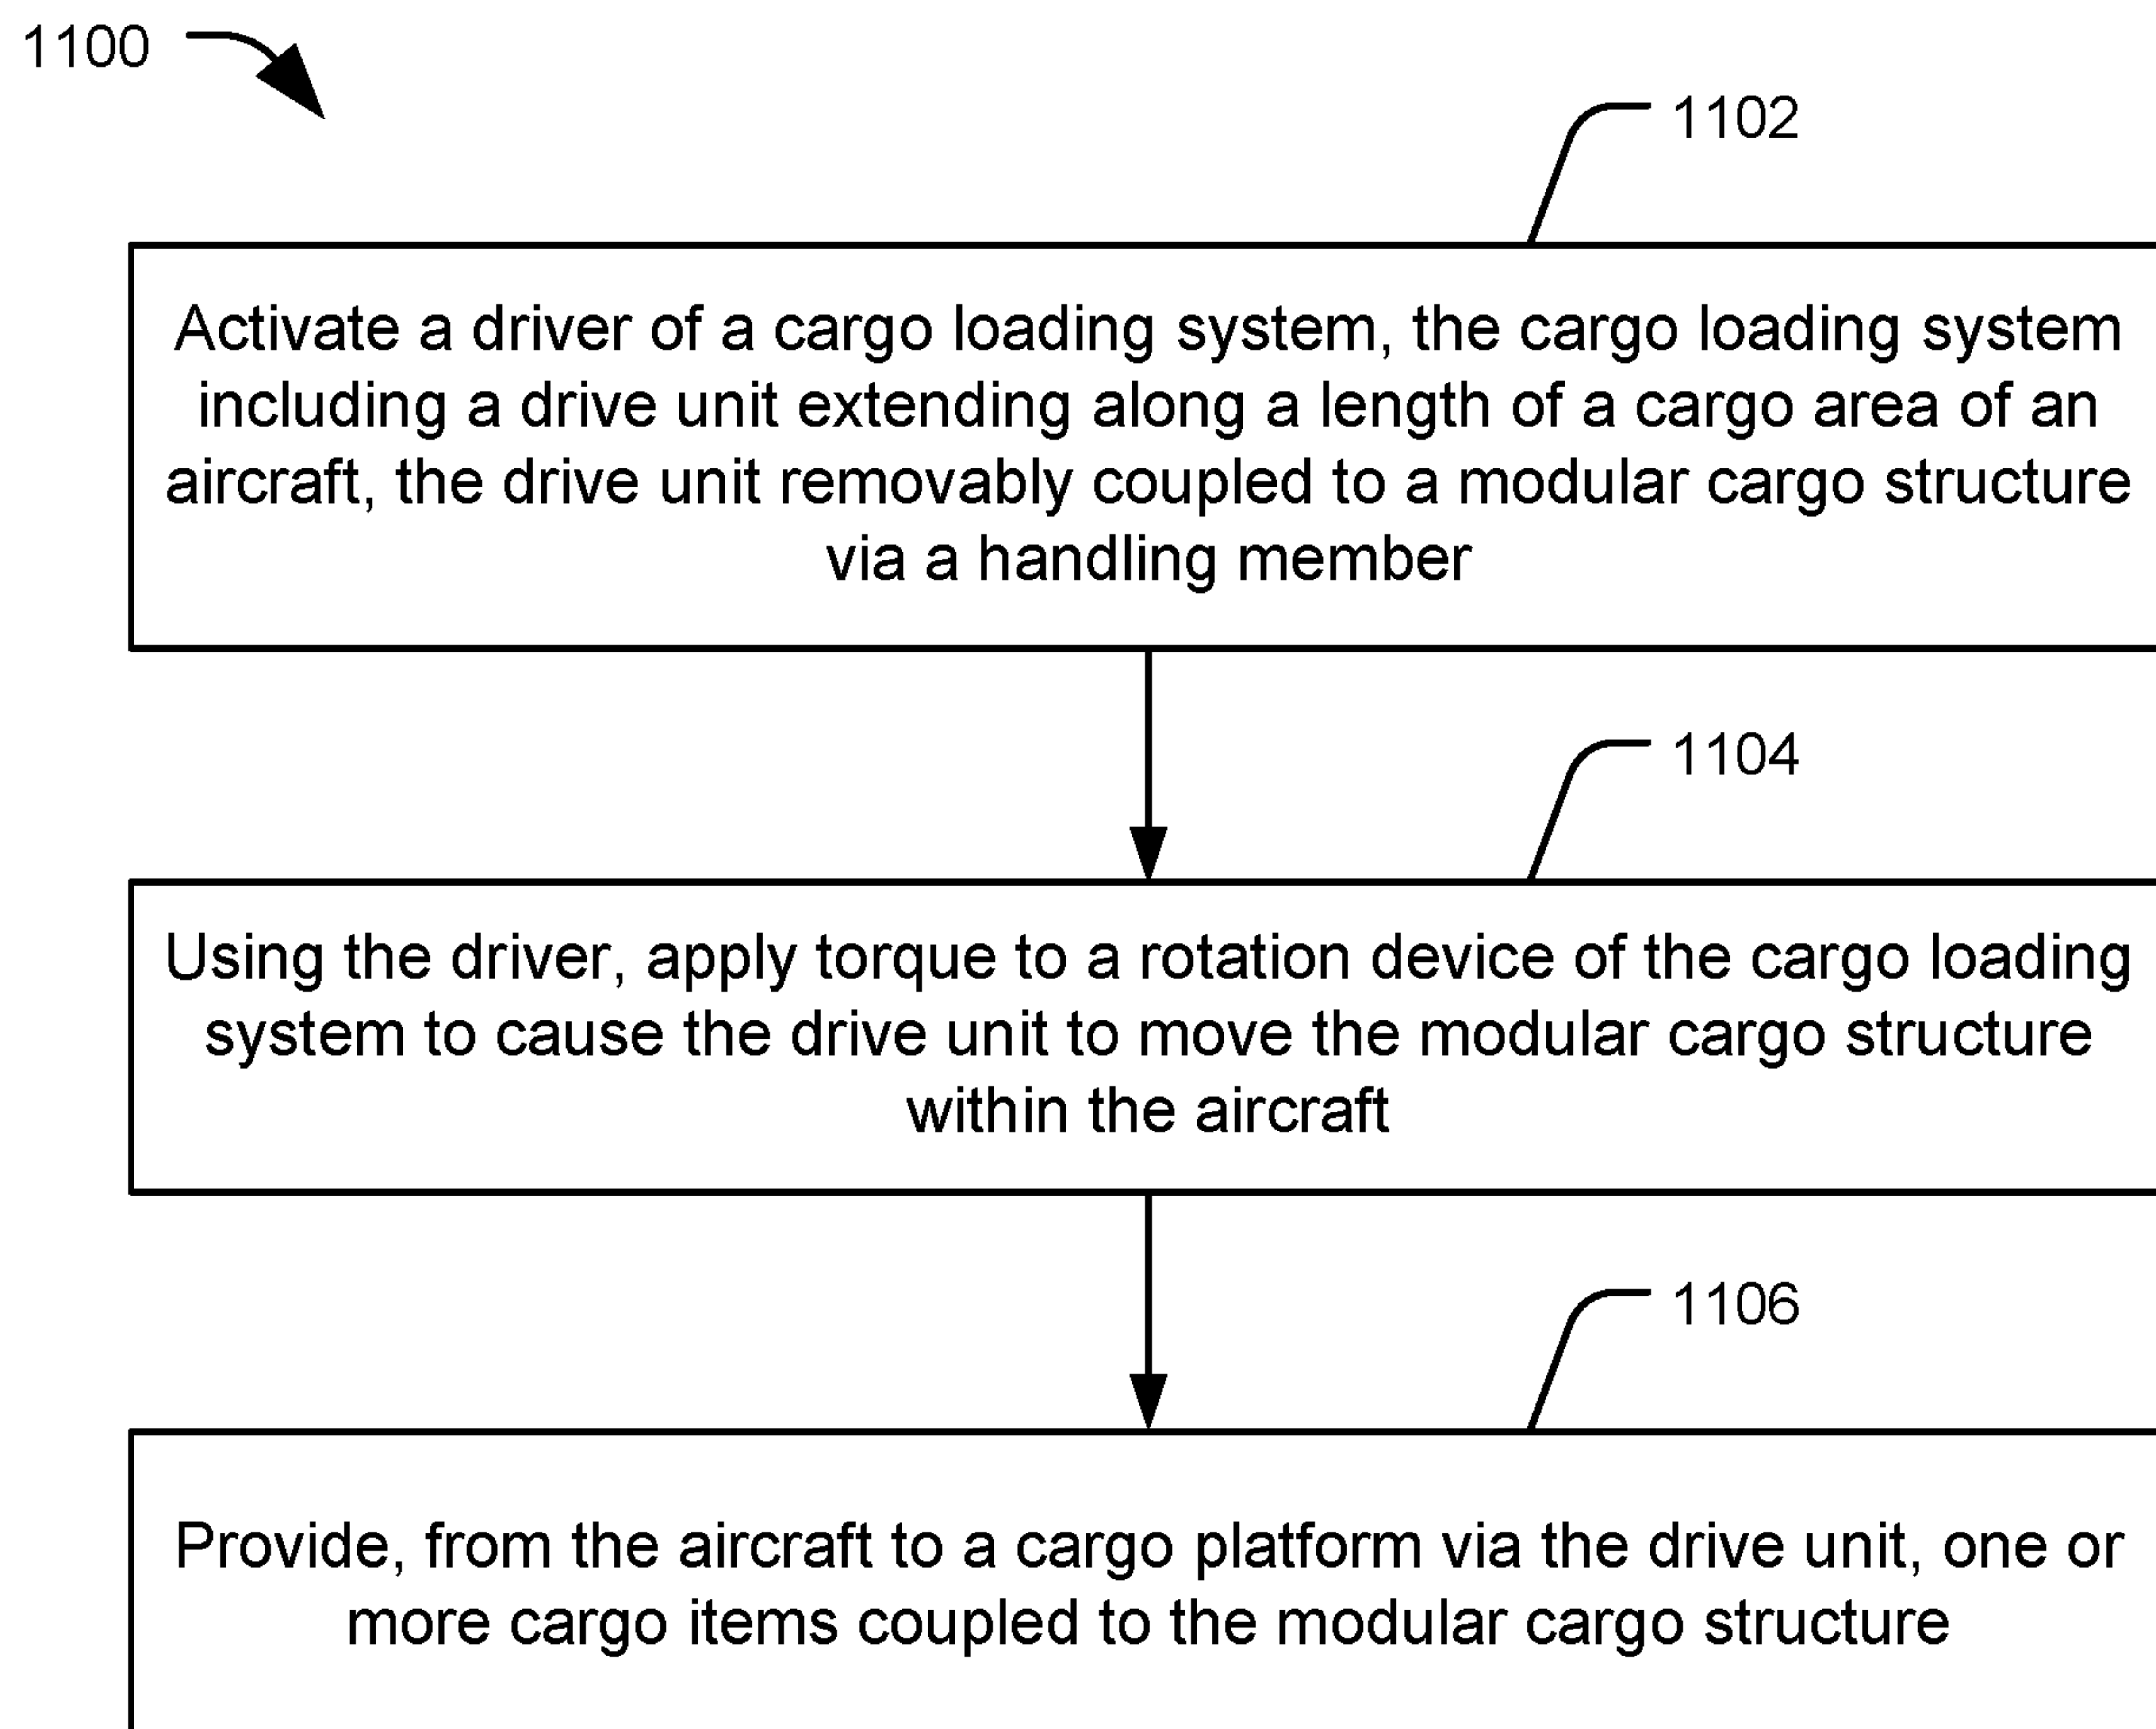 1100
1102
Activate a driver of a cargo loading system, the cargo loading system
including a drive unit extending along a length of a cargo area of an
aircraft, the drive unit removably coupled to a modular cargo structure
via a handling member
1104
Using the driver, apply torque to a rotation device of the cargo loading
system to cause the drive unit to move the modular cargo structure
within the aircraft
1106
Provide, from the aircraft to a cargo platform via the drive unit, one or
more cargo items coupled to the modular cargo structure